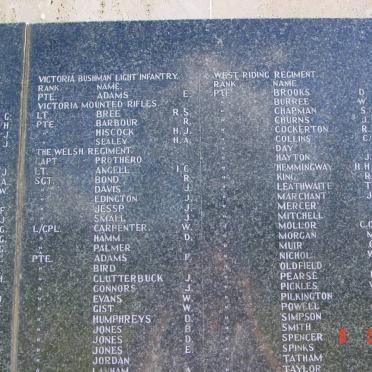 VICTORIA BUSHMAN LIGHT INFANTRY.
RANK NAME.
PTE. ADAMS E.
VICTORIA MOUNTED RIFLES
LT. BREE R.S.
PTE. BARBOUR R.
" HISCOCK H.J.
" SEALEY H.A.
THE WELSH REGIMENT.
CAPT PROTHERO
LT. ANGELL
SGT. BOND R.
" DAVIS J.
" EDINGTON J.
" JESSP J.
" SMALL J.
L/CPL. CARPENTER W.
" HAMM D.
" PALMER
PTE. ADAMS F.
" BIRD
" CLUTTERBUCK J.
" CONNORS J.
" EVANS W.
" GIST W.
" HUMPHREYS D.
" JONES B.
" JONES D.
" JONES E.
" JORDAN
WEST RIDING REGIMENT.
RANK NAME
PTE BROOKS
" BURREE
" CHAPMAN
" CHURNS
" COCKERTON
" COLLINS
" DAY
" HAYTON
" HEMMINGWAY
" KING
" LEATHWAITE
" MARCHANT
" MERCER
" MITCHELL
" MOLLOR
" MORGAN
" MUIR
" NICHOL
" OLDFIELD
" PEARSE
" PICKLES
" PILKINGTON
" POWELL
" SIMPSON
" SMITH
" SPENCER
" SPINKS
" TATHAM
" TAYLOR